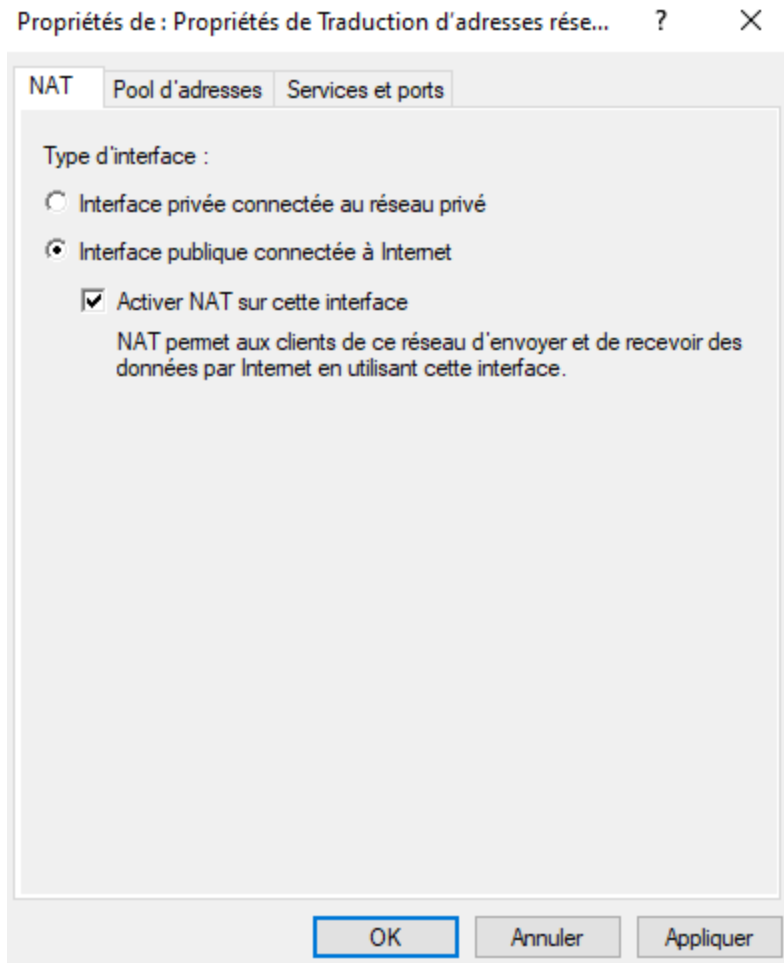 Propriétés de : Propriétés de Traduction d'adresses rése... ?
NAT Pool d'adresses Services et ports
Type d'interface :
Interface privée connectée au réseau privé
Interface publique connectée à Internet
Activer NAT sur cette interface
NAT permet aux clients de ce réseau d'envoyer et de recevoir des
données par Internet en utilisant cette interface.
OK Annuler Appliquer